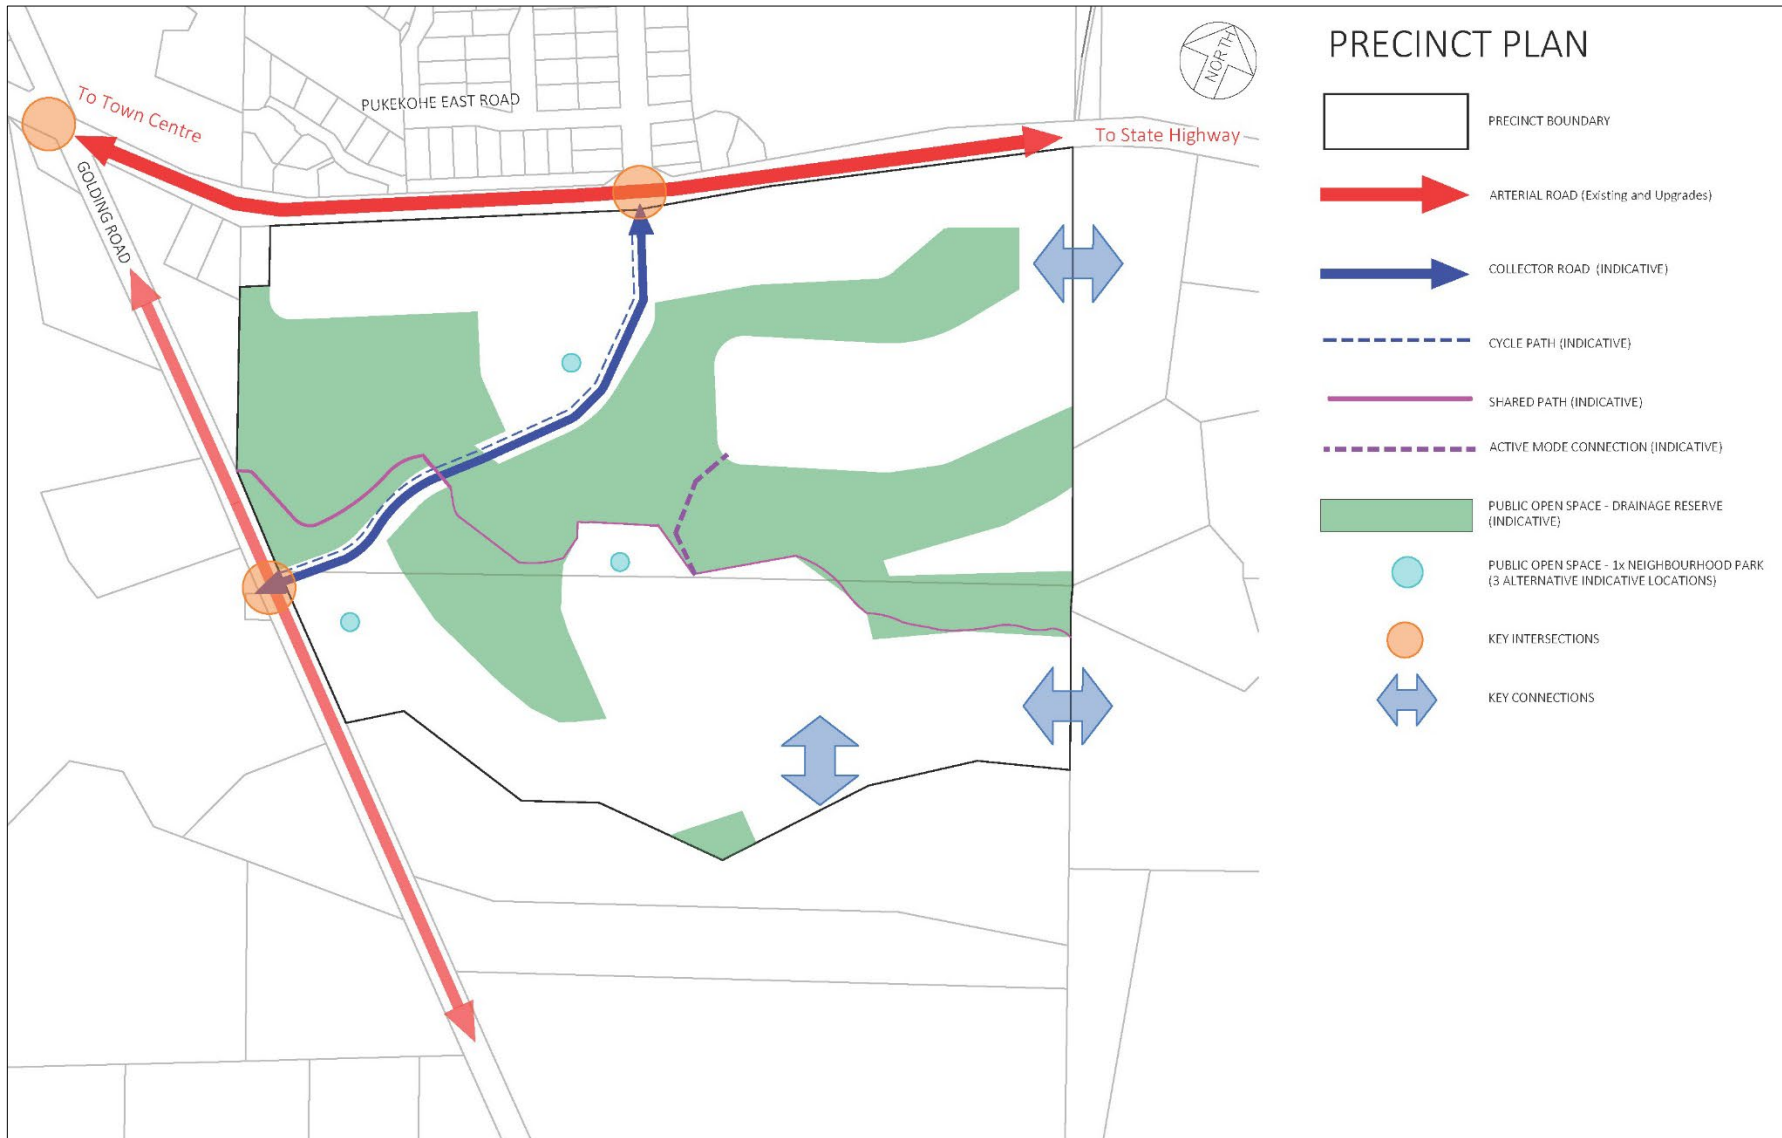 PUKEKOHE EAST ROAD
To Town Centre
To State Highway
GOLDING ROAD
NORTH
PRECINCT PLAN
PRECINCT BOUNDARY
ARTERIAL ROAD (Existing and Upgrades)
COLLECTOR ROAD (INDICATIVE)
CYCLE PATH (INDICATIVE)
SHARED PATH (INDICATIVE)
ACTIVE MODE CONNECTION (INDICATIVE)
PUBLIC OPEN SPACE - DRAINAGE RESERVE
(INDICATIVE)
PUBLIC OPEN SPACE - 1x NEIGHBOURHOOD PARK
(3 ALTERNATIVE INDICATIVE LOCATIONS)
KEY INTERSECTIONS
KEY CONNECTIONS